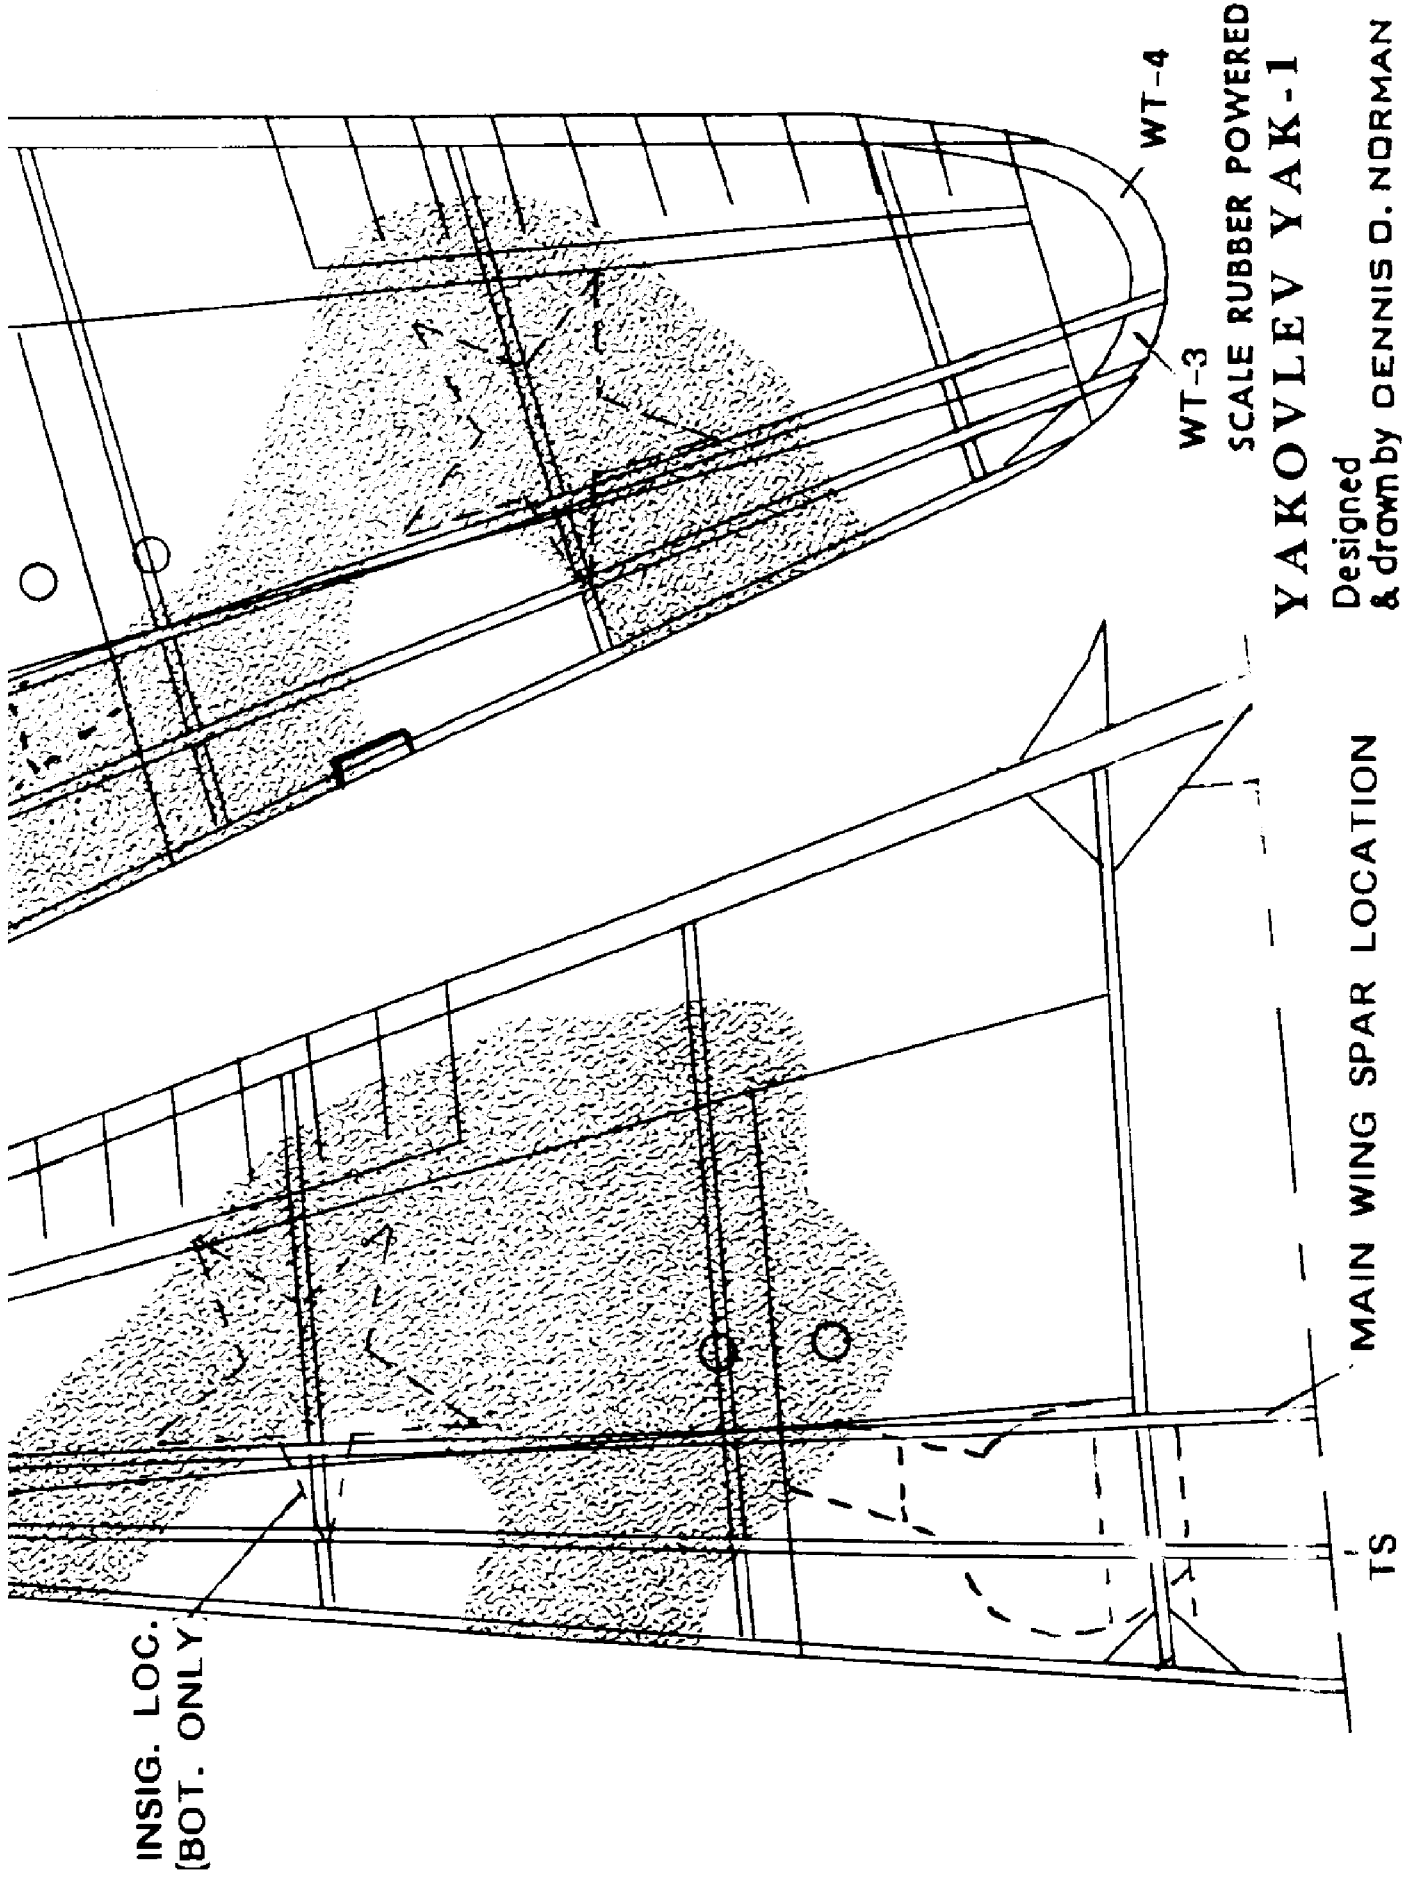 INSIG. LOC.
[BOT. ONLY
TS
MAIN WING SPAR LOCATION
WT-3
WT-4
SCALE RUBBER POWERED
YAKOVLEV YAK-1
Designed
& drawn by DENNIS O. NORMAN